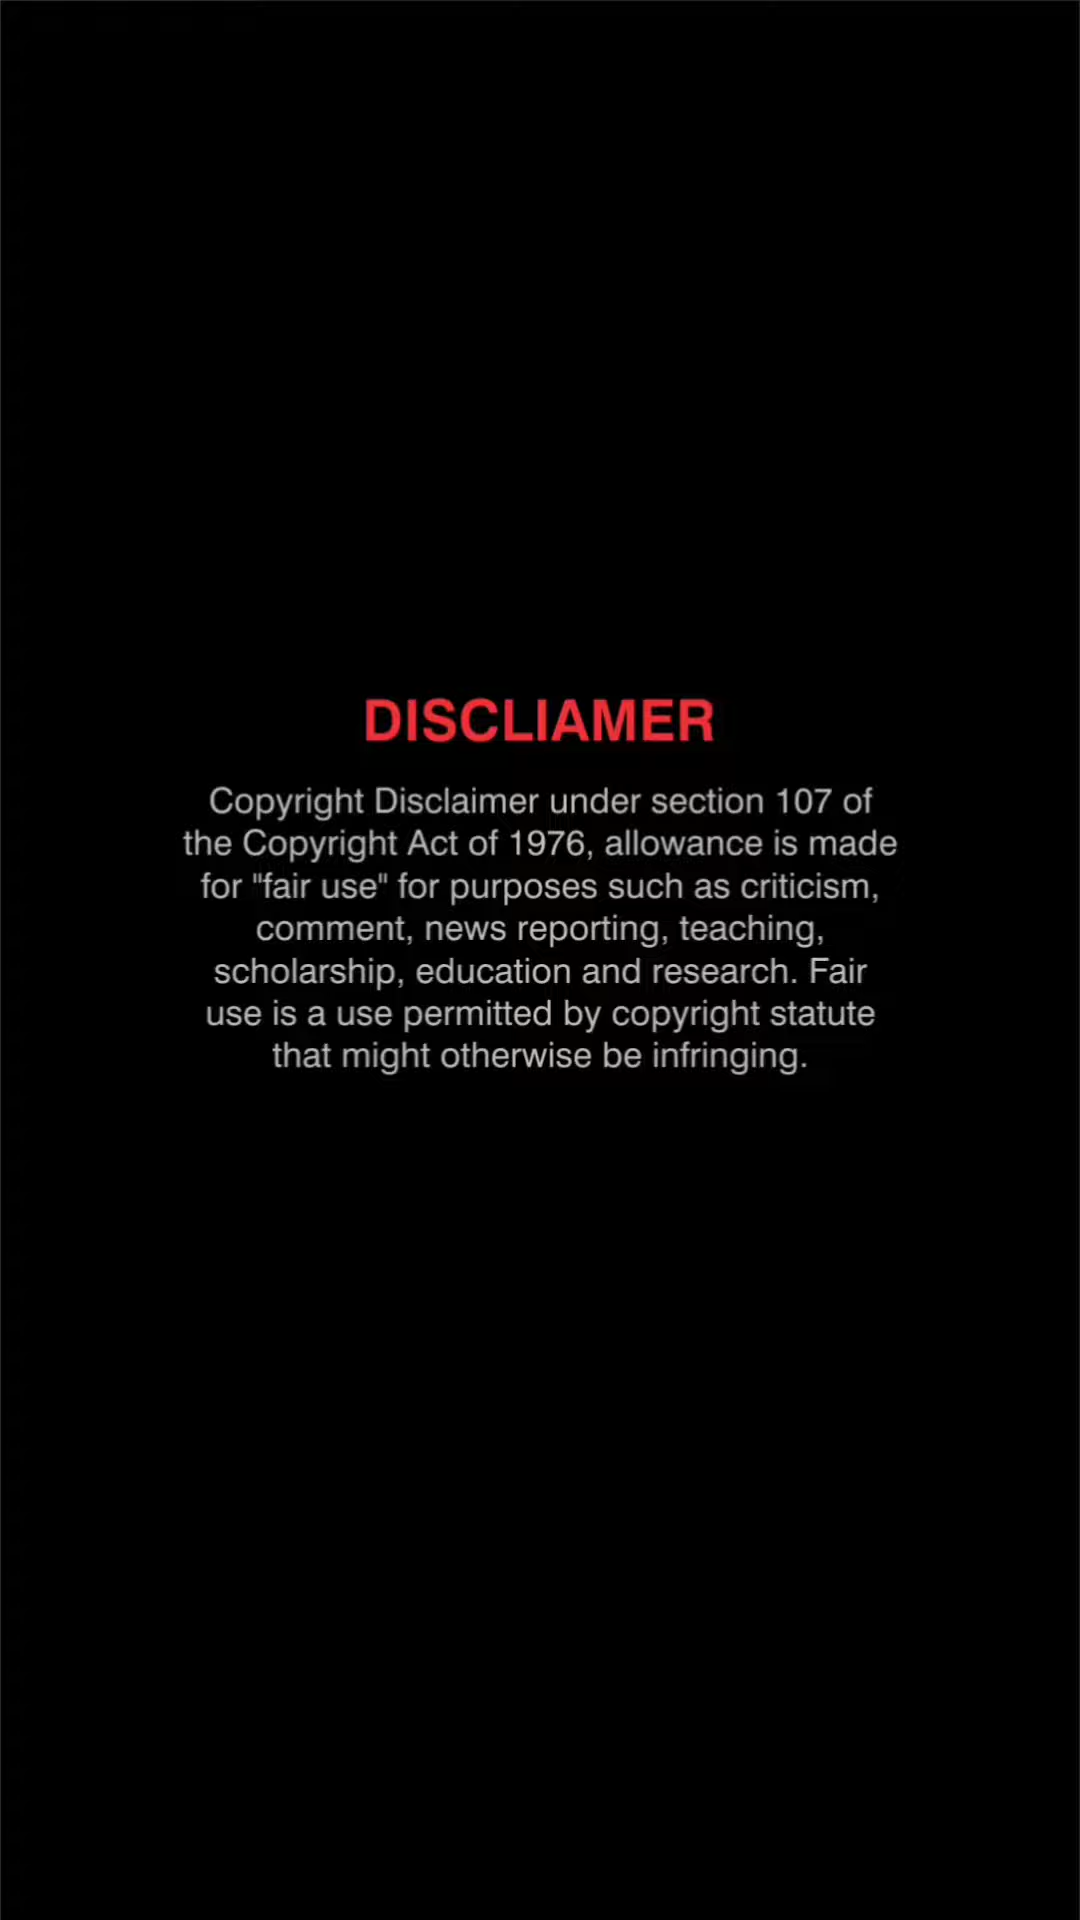 DISCLIAMER
Copyright Disclaimer under section 107 of
the Copyright Act of 1976, allowance is made
for "fair use" for purposes such as criticism,
comment, news reporting, teaching,
scholarship, education and research. Fair
use is a use permitted by copyright statute
that might otherwise be infringing.